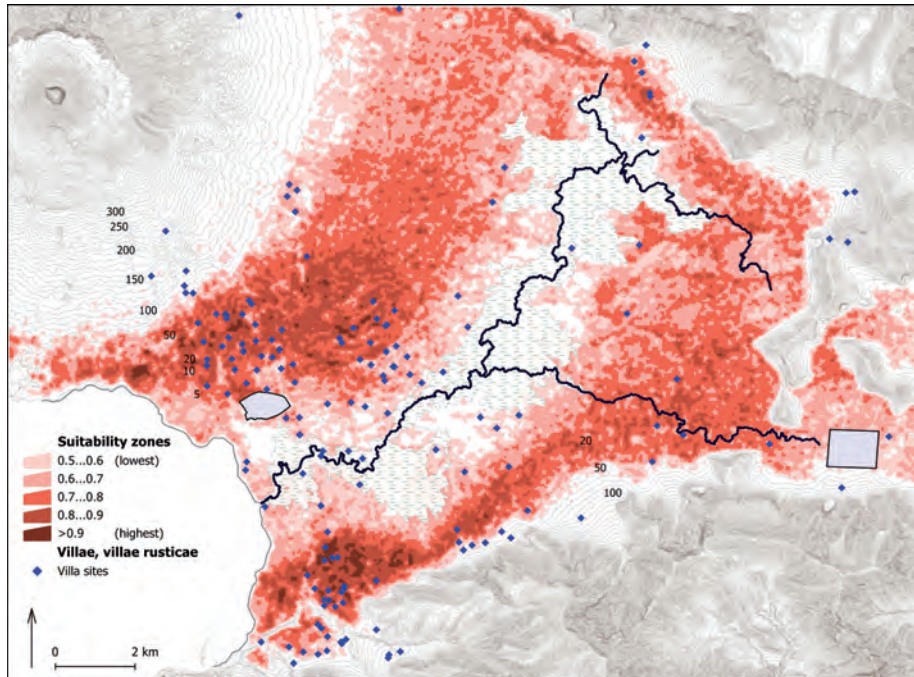 300
250
200
150
100
50
20
10
5
20
50
100
Suitability zones
0.5...0.6 (lowest)
0.6...0.7
0.7...0.8
0.8...0.9
>0.9 (highest)
Villae, villae rusticae
Villa sites
0 2 km